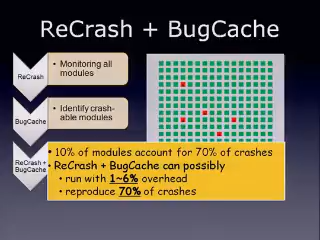 ReCrash + BugCache
ReCrash
• Monitoring all
modules
BugCache
• Identify crash-
able modules
ReCrash +
BugCache
• 10% of modules account for 70% of crashes
• ReCrash + BugCache can possibly
• run with 1~6% overhead
• reproduce 70% of crashes